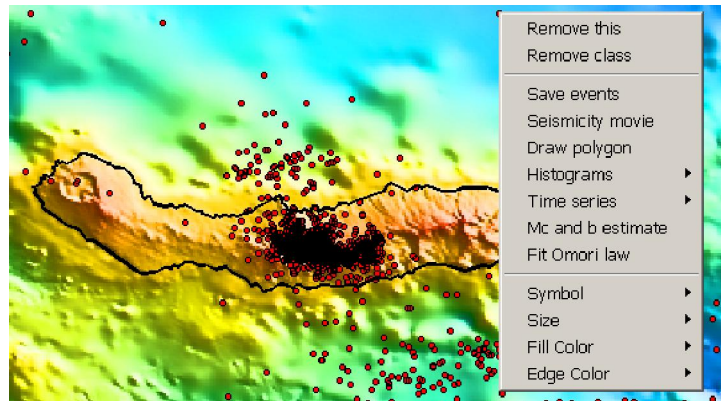 Remove this
Remove class
Save events
Seismicity movie
Draw polygon
Histograms
Time series
Mc and b estimate
Fit Omori law
Symbol
Size
Fill Color
Edge Color